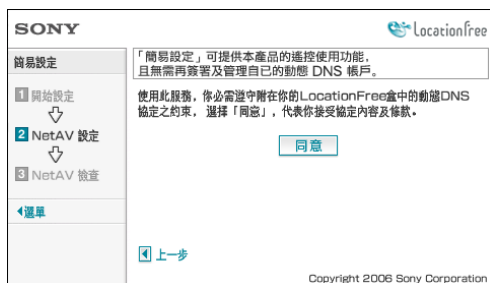 SONY
LocationFree
簡易設定
1 開始設定
2 NetAV 設定
3 NetAV 檢查
選單
「簡易設定」可提供本產品的遙控使用功能，
且無需再簽署及管理自已的動態 DNS 帳戶。
使用此服務，你必需遵守附在你的LocationFree盒中的動態DNS
協定之約束， 選擇「同意」，代表你接受協定內容及條款。
同意
上一步
Copyright 2006 Sony Corporation